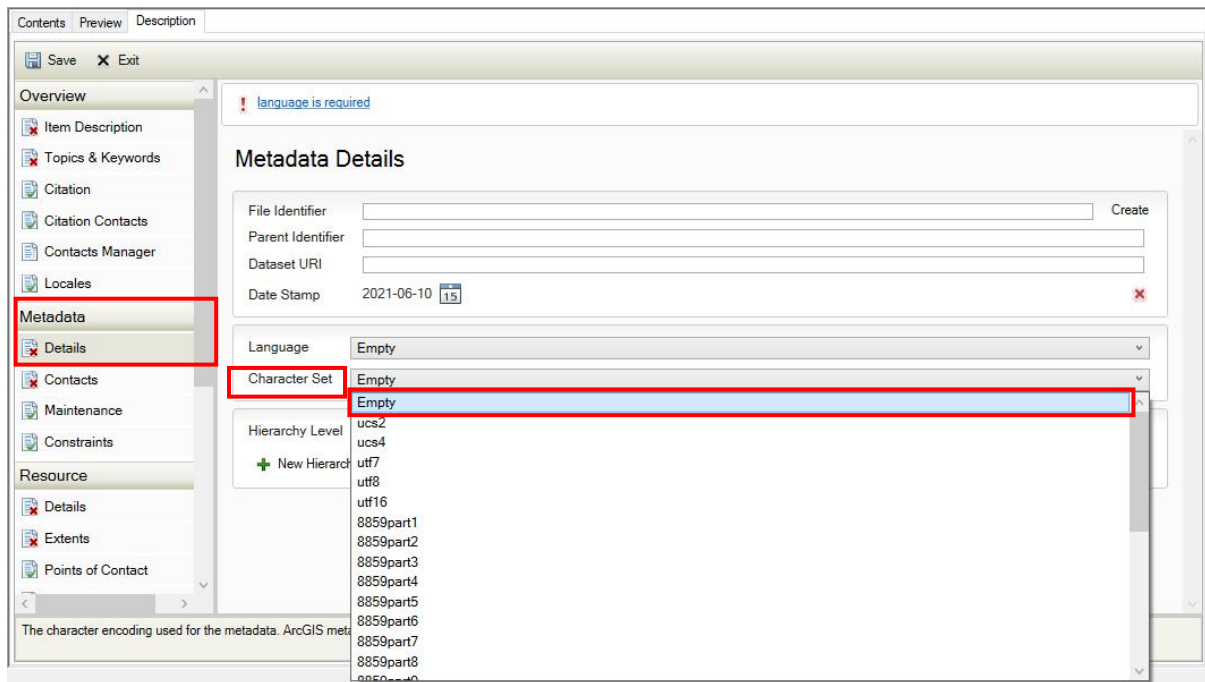 Contents Preview Description
Save Exit
Overview
Item Description
Topics & Keywords
Citation
Citation Contacts
Contacts Manager
Locales
Metadata
Details
Contacts
Maintenance
Constraints
Resource
Details
Extents
Points of Contact
! language is required
Metadata Details
File Identifier Create
Parent Identifier
Dataset URI
Date Stamp 2021-06-10 15
Language Empty
Character Set Empty
Empty
ucs2
ucs4
utf7
utf8
utf16
8859part1
8859part2
8859part3
8859part4
8859part5
8859part6
8859part7
8859part8
Hierarchy Level
New Hierarch
The character encoding used for the metadata. ArcGIS meta